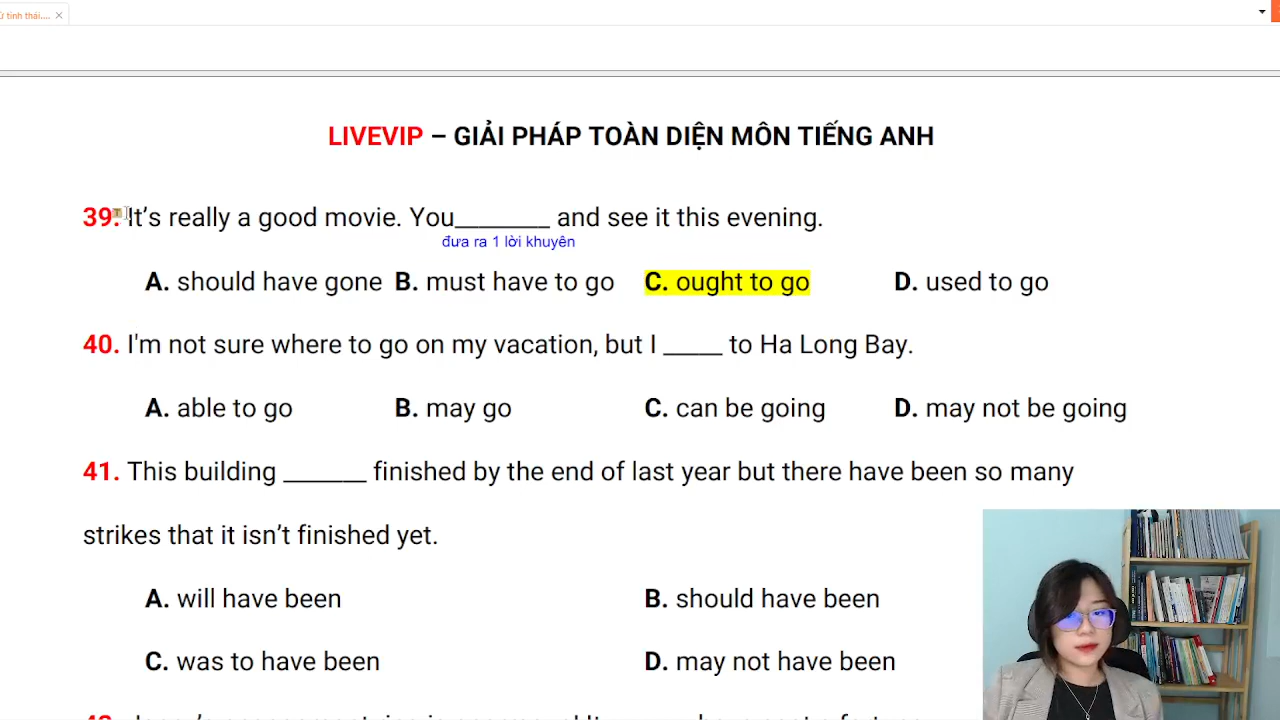 ừ tình thái....
LIVEVIP – GIẢI PHÁP TOÀN DIỆN MÔN TIẾNG ANH
39. It's really a good movie. You________ and see it this evening.
đưa ra 1 lời khuyên
A. should have gone B. must have to go C. ought to go D. used to go
40. I'm not sure where to go on my vacation, but I _____ to Ha Long Bay.
A. able to go B. may go C. can be going D. may not be going
41. This building _______ finished by the end of last year but there have been so many
strikes that it isn't finished yet.
A. will have been B. should have been
C. was to have been D. may not have been